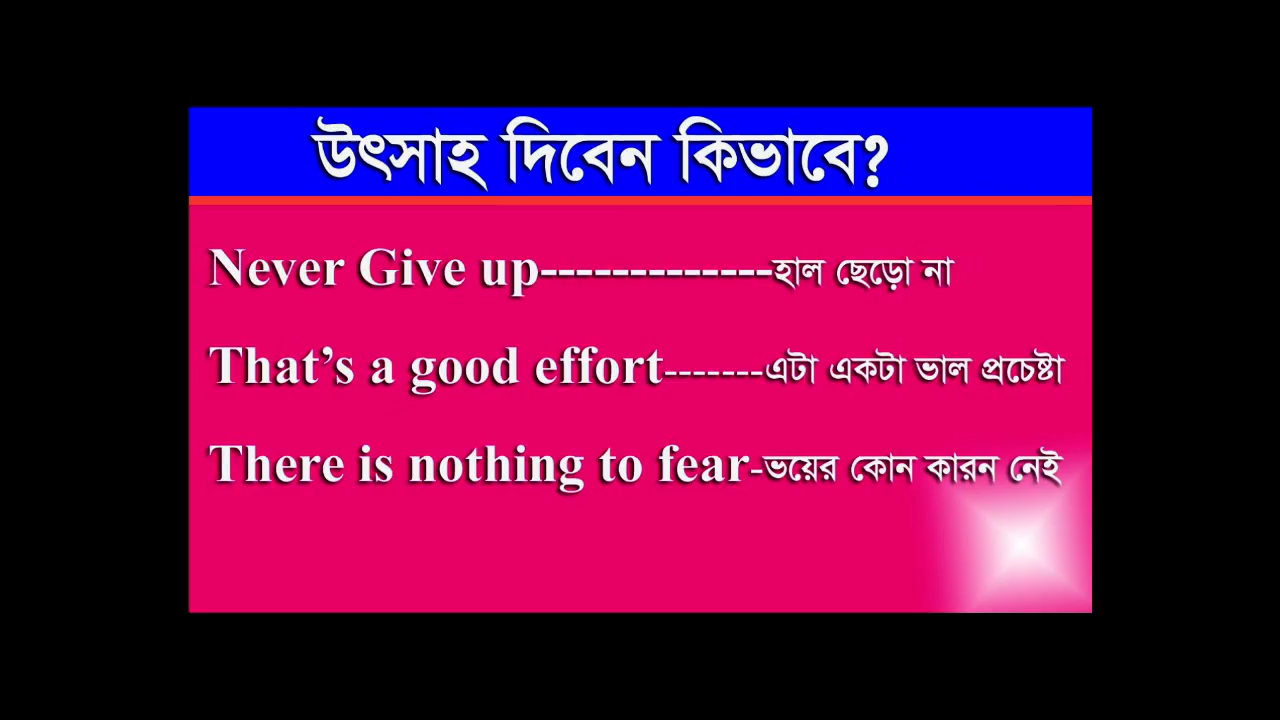 উৎসাহ দিবেন কিভাবে?
Never Give up-------------হাল ছেড়ো না
That’s a good effort-------এটা একটা ভাল প্রচেষ্টা
There is nothing to fear-ভয়ের কোন কারন নেই